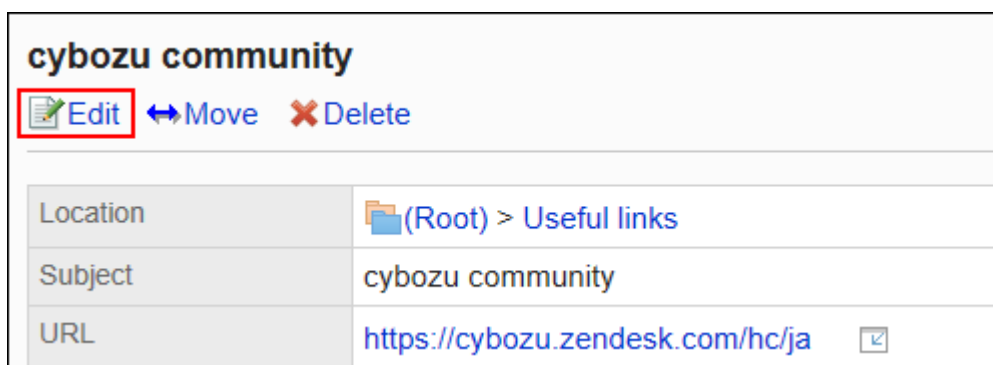 cybozu community
Edit Move Delete
Location (Root) > Useful links
Subject cybozu community
URL https://cybozu.zendesk.com/hc/ja